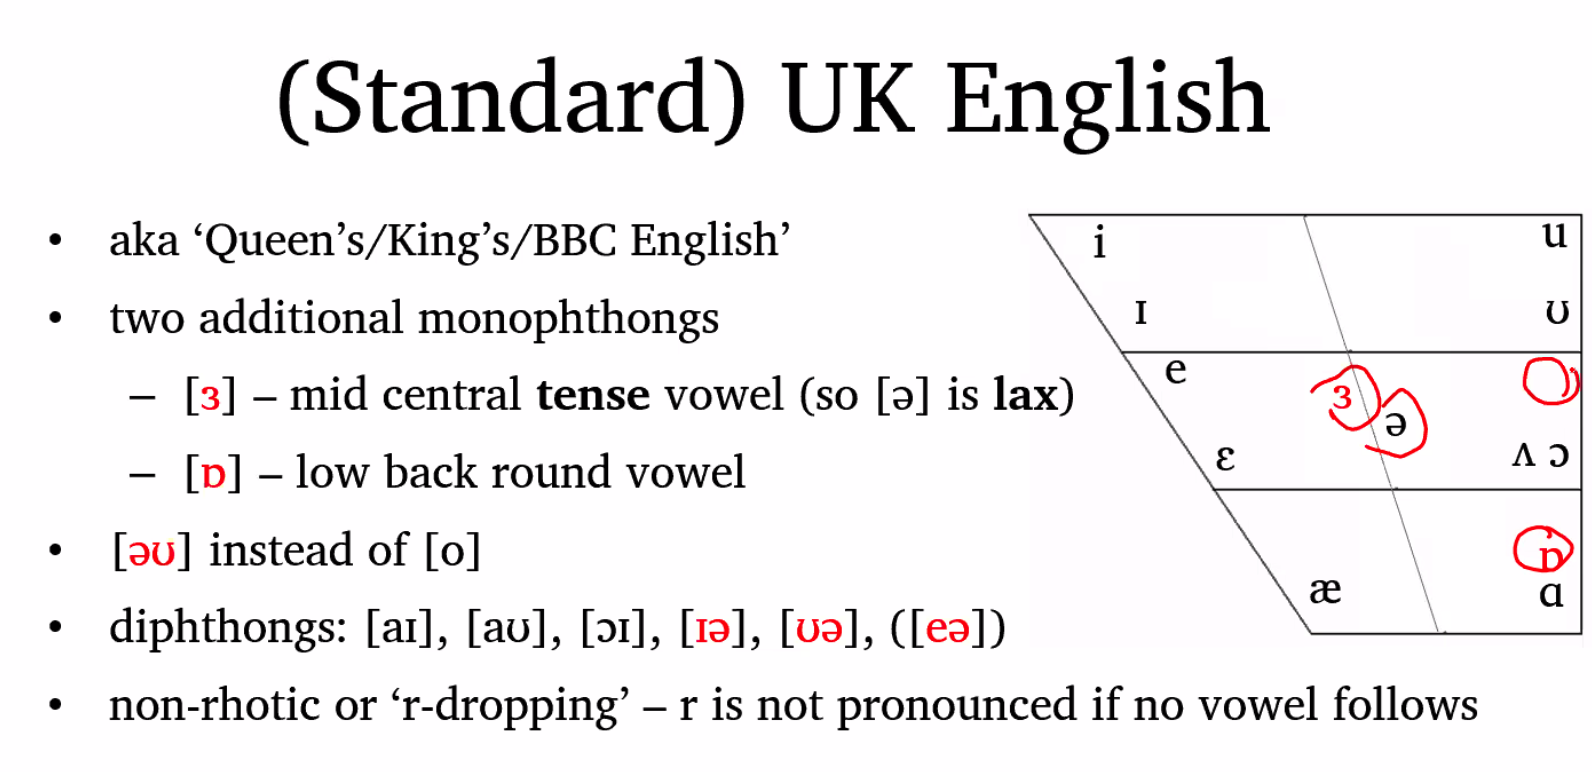 (Standard) UK English
• aka ‘Queen’s/King’s/BBC English’
• two additional monophthongs
– [ɜ] – mid central tense vowel (so [ə] is lax)
– [ɒ] – low back round vowel
• [əʊ] instead of [o]
• diphthongs: [aɪ], [aʊ], [ɔɪ], [ɪə], [ʊə], ([eə])
• non-rhotic or ‘r-dropping’ – r is not pronounced if no vowel follows
i u
ɪ ʊ
e
ɜ ə
ɛ ʌ ɔ
ɒ
æ ɑ